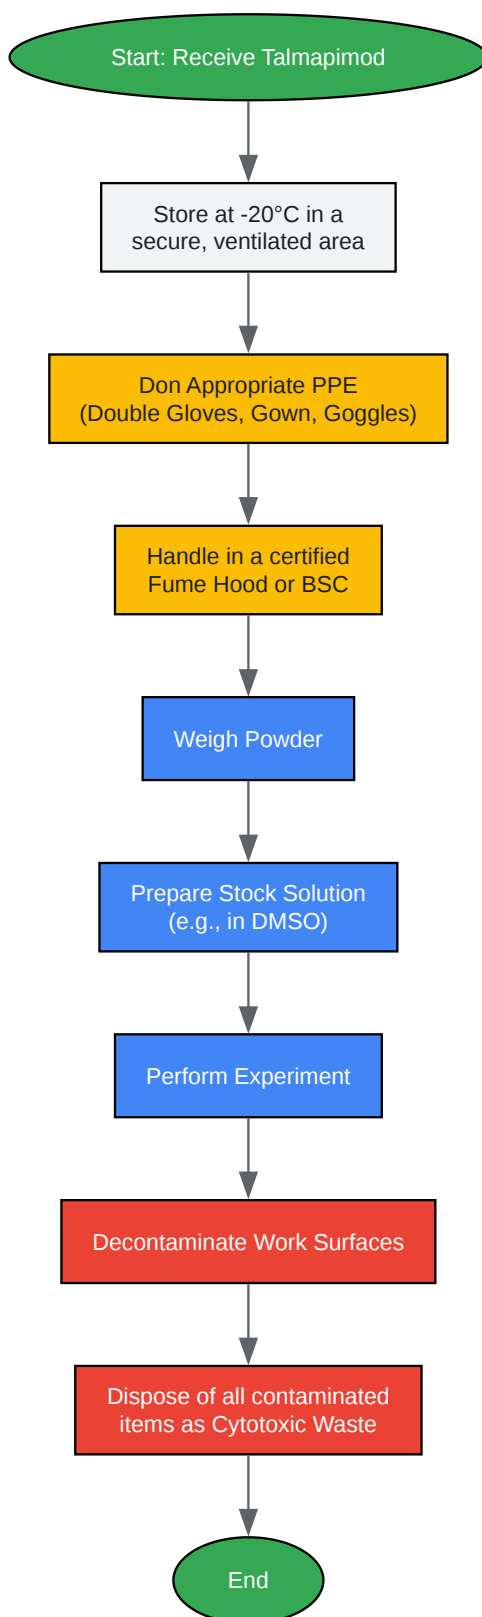 Start: Receive Talmapimod
Store at -20°C in a
secure, ventilated area
Don Appropriate PPE
(Double Gloves, Gown, Goggles)
Handle in a certified
Fume Hood or BSC
Weigh Powder
Prepare Stock Solution
(e.g., in DMSO)
Perform Experiment
Decontaminate Work Surfaces
Dispose of all contaminated
items as Cytotoxic Waste
End